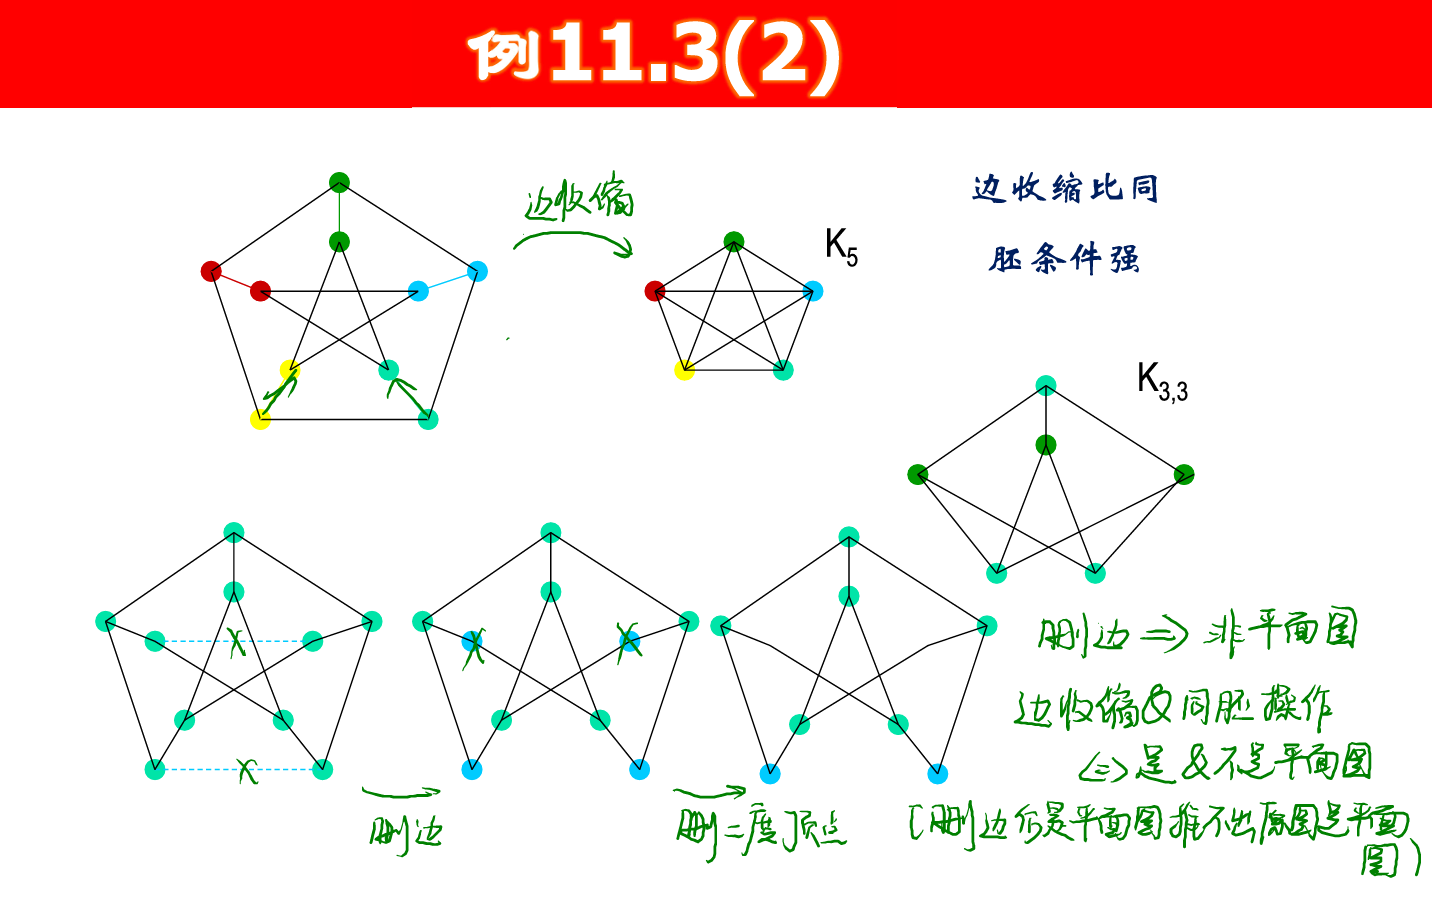 例11.3(2)
边收缩
K5
边收缩比同
胚条件强
K3,3
X
X
X
X
删边
删二度顶点
删边 => 非平面图
边收缩&同胚操作
<=> 是&不是平面图
(删边后是平面图推不出原图是平面
图)